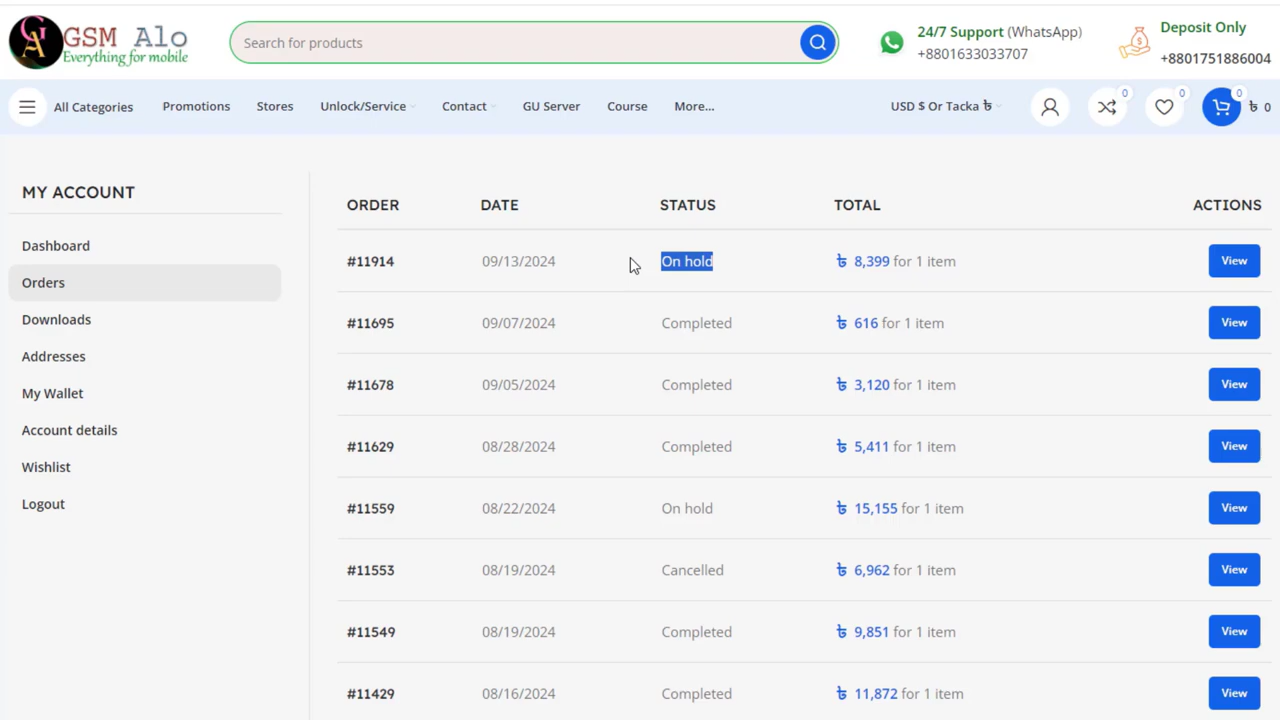 GSM Alo
Everything for mobile
Search for products
24/7 Support (WhatsApp)
+8801633033707
Deposit Only
+8801751886004
All Categories
Promotions
Stores
Unlock/Service
Contact
GU Server
Course
More...
USD $ Or Tacka ৳
0
0
0
৳ 0
MY ACCOUNT
Dashboard
Orders
Downloads
Addresses
My Wallet
Account details
Wishlist
Logout
ORDER DATE STATUS TOTAL ACTIONS
#11914 09/13/2024 On hold ৳ 8,399 for 1 item View
#11695 09/07/2024 Completed ৳ 616 for 1 item View
#11678 09/05/2024 Completed ৳ 3,120 for 1 item View
#11629 08/28/2024 Completed ৳ 5,411 for 1 item View
#11559 08/22/2024 On hold ৳ 15,155 for 1 item View
#11553 08/19/2024 Cancelled ৳ 6,962 for 1 item View
#11549 08/19/2024 Completed ৳ 9,851 for 1 item View
#11429 08/16/2024 Completed ৳ 11,872 for 1 item View